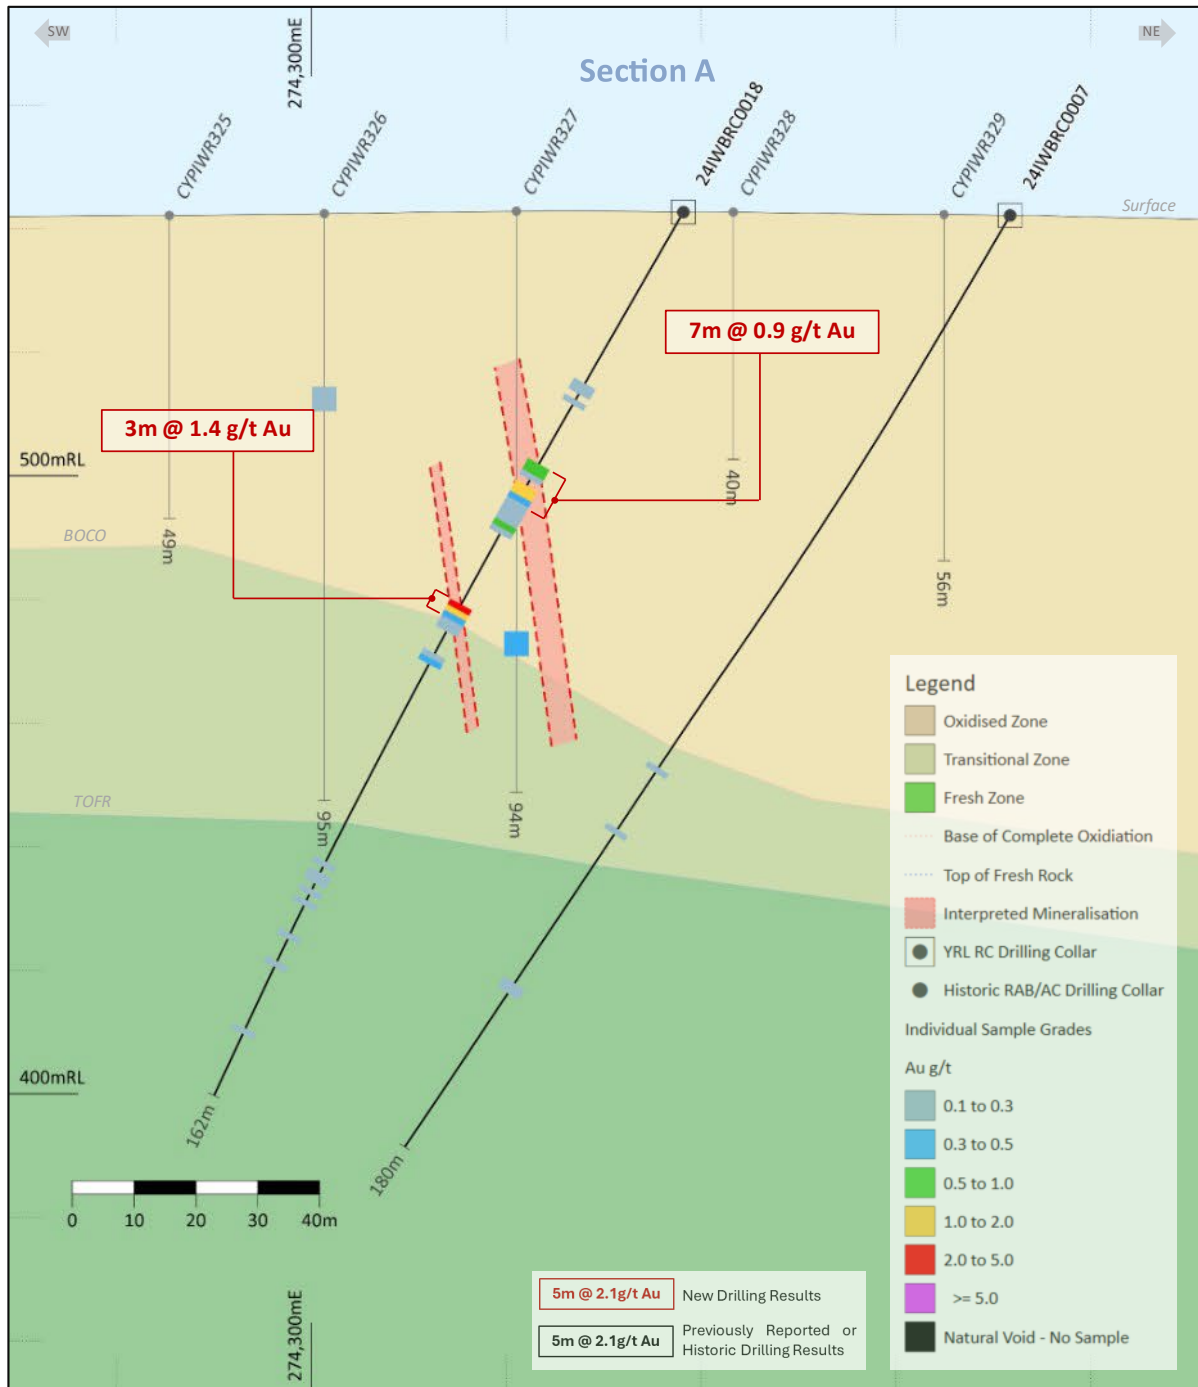 SW
274,300mE
Section A
NE
CYPIWR325
CYPIWR326
CYPIWR327
24IWBRC0018
CYPIWR328
CYPIWR329
24IWBRC0007
Surface
7m @ 0.9 g/t Au
3m @ 1.4 g/t Au
500mRL
40m
BOCO
49m
56m
TOFR
95m
94m
400mRL
162m
180m
0 10 20 30 40m
274,300mE
5m @ 2.1g/t Au New Drilling Results
5m @ 2.1g/t Au Previously Reported or
Historic Drilling Results
Legend
Oxidised Zone
Transitional Zone
Fresh Zone
Base of Complete Oxidiation
Top of Fresh Rock
Interpreted Mineralisation
YRL RC Drilling Collar
Historic RAB/AC Drilling Collar
Individual Sample Grades
Au g/t
0.1 to 0.3
0.3 to 0.5
0.5 to 1.0
1.0 to 2.0
2.0 to 5.0
>= 5.0
Natural Void - No Sample